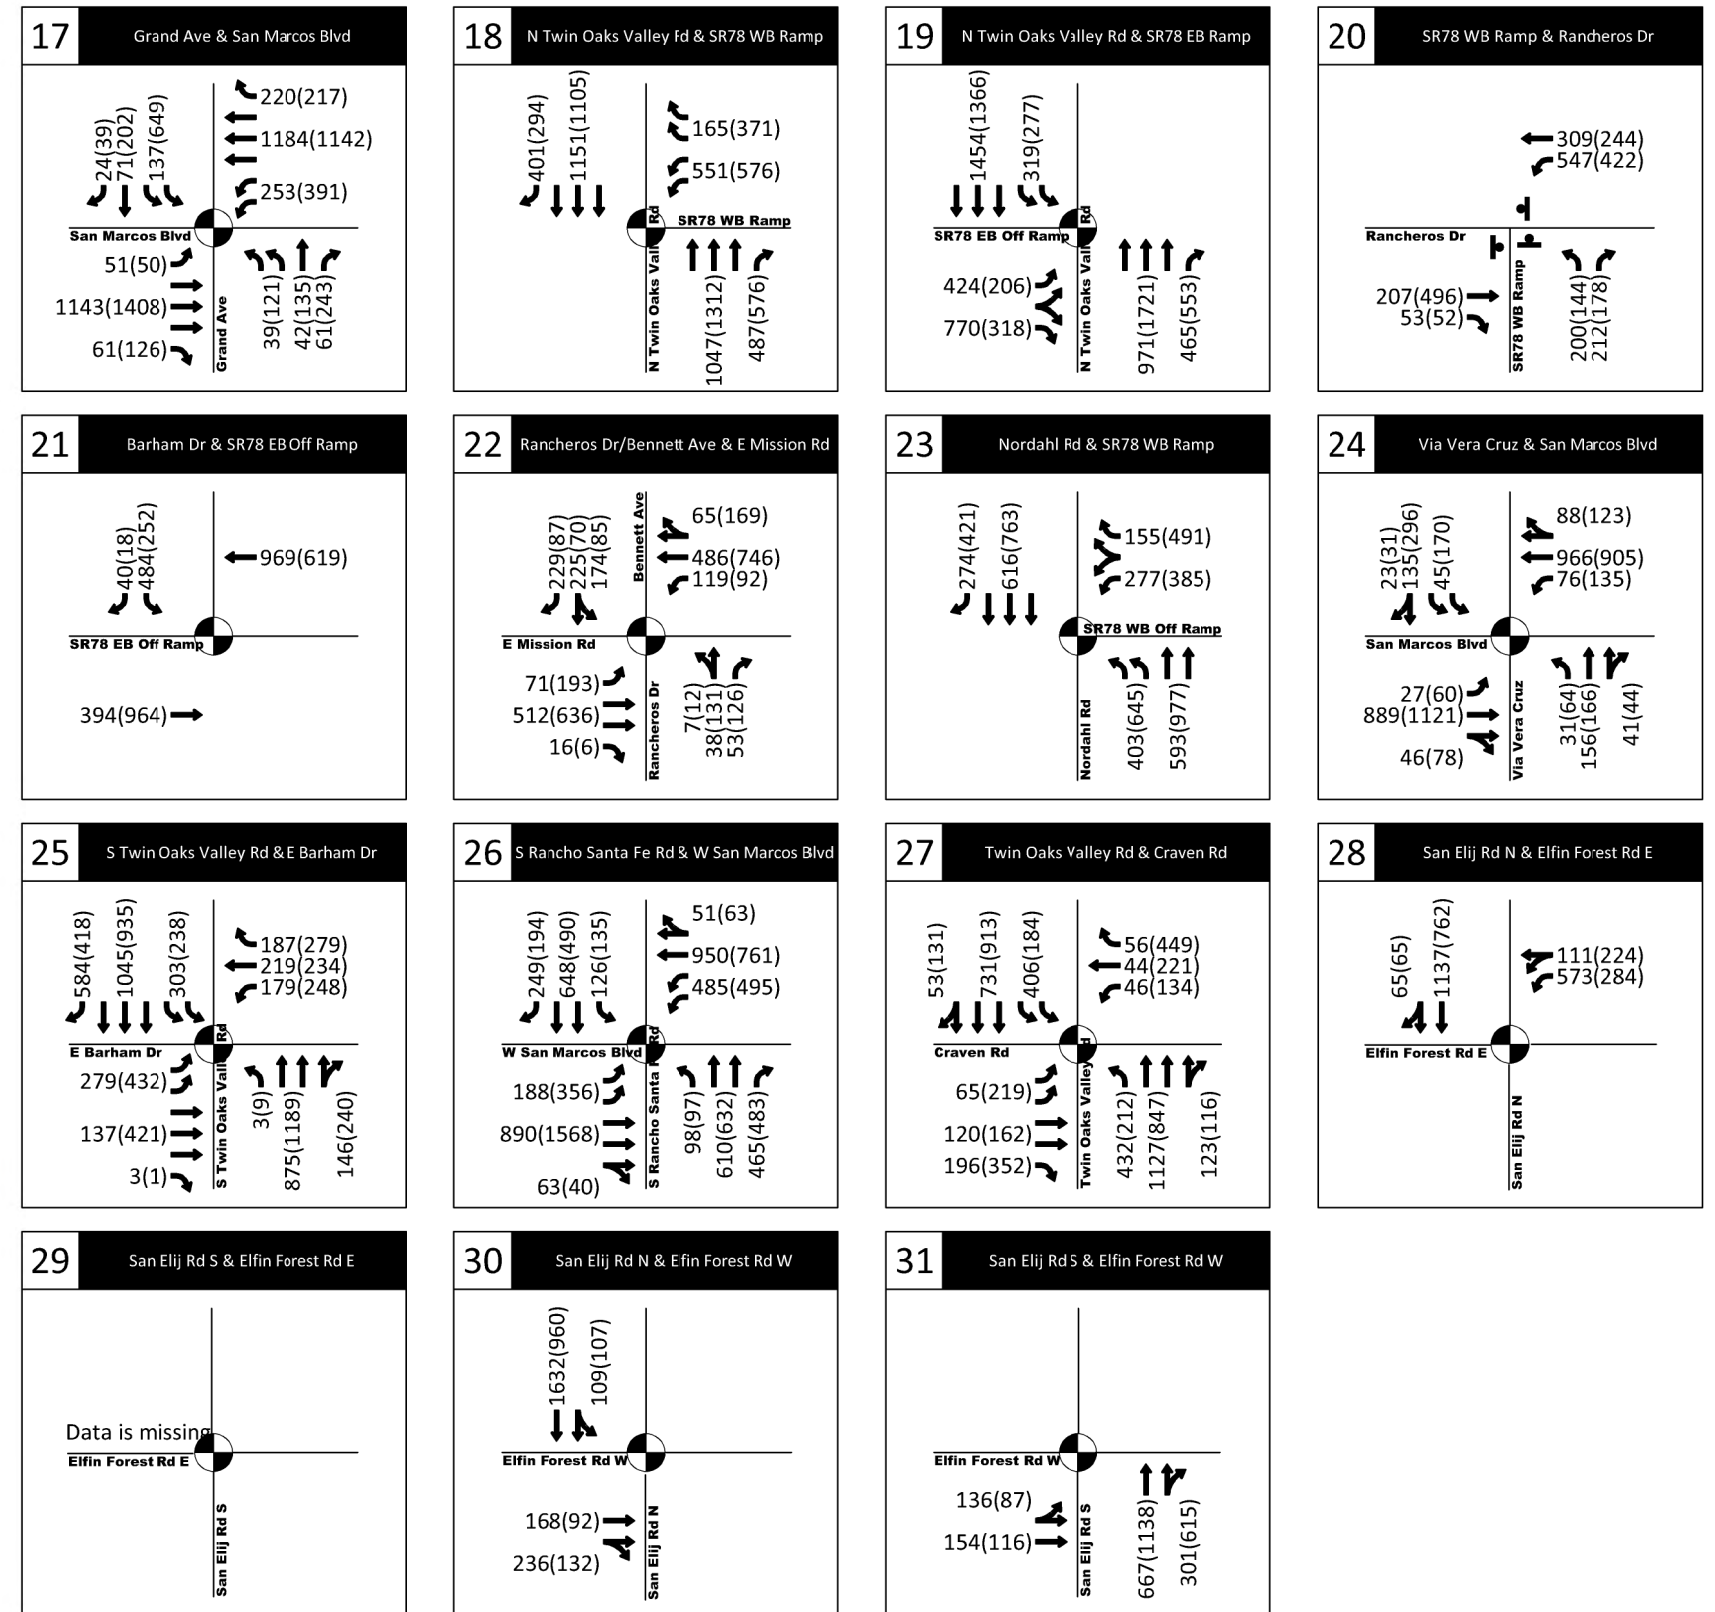 17 Grand Ave & San Marcos Blvd
24(39)
71(202)
137(649)
220(217)
1184(1142)
253(391)
San Marcos Blvd
51(50)
1143(1408)
61(126)
Grand Ave
39(121)
42(135)
61(243)
18 N Twin Oaks Valley Rd & SR78 WB Ramp
401(294)
1151(1105)
165(371)
551(576)
SR78 WB Ramp
N Twin Oaks Vall Rd
1047(1312)
487(576)
19 N Twin Oaks Valley Rd & SR78 EB Ramp
1454(1366)
319(277)
SR78 EB Off Ramp
424(206)
770(318)
N Twin Oaks Vall Rd
971(1721)
465(553)
20 SR78 WB Ramp & Rancheros Dr
309(244)
547(422)
Rancheros Dr
207(496)
53(52)
SR78 WB Ramp
200(144)
212(178)
21 Barham Dr & SR78 EB Off Ramp
40(18)
484(252)
969(619)
SR78 EB Off Ramp
394(964)
22 Rancheros Dr/Bennett Ave & E Mission Rd
229(87)
225(70)
174(85)
Bennett Ave
65(169)
486(746)
119(92)
E Mission Rd
71(193)
512(636)
16(6)
Rancheros Dr
7(12)
38(131)
53(126)
23 Nordahl Rd & SR78 WB Ramp
274(421)
616(763)
155(491)
277(385)
SR78 WB Off Ramp
Nordahl Rd
403(645)
593(977)
24 Via Vera Cruz & San Marcos Blvd
23(31)
135(296)
45(170)
88(123)
966(905)
76(135)
San Marcos Blvd
27(60)
889(1121)
46(78)
Via Vera Cruz
31(64)
156(166)
41(44)
25 S Twin Oaks Valley Rd & E Barham Dr
584(418)
1045(935)
303(238)
187(279)
219(234)
179(248)
E Barham Dr
279(432)
137(421)
3(1)
S Twin Oaks Vall Rd
3(9)
875(1189)
146(240)
26 S Rancho Santa Fe Rd & W San Marcos Blvd
249(194)
648(490)
126(135)
51(63)
950(761)
485(495)
W San Marcos Blvd
188(356)
890(1568)
63(40)
S Rancho Santa F Rd
98(97)
610(632)
465(483)
27 Twin Oaks Valley Rd & Craven Rd
53(131)
731(913)
406(184)
56(449)
44(221)
46(134)
Craven Rd
65(219)
120(162)
196(352)
Twin Oaks Valley d
432(212)
1127(847)
123(116)
28 San Elij Rd N & Elfin Forest Rd E
65(65)
1137(762)
111(224)
573(284)
Elfin Forest Rd E
San Elij Rd N
29 San Elij Rd S & Elfin Forest Rd E
Data is missing
Elfin Forest Rd E
San Elij Rd S
30 San Elij Rd N & Elfin Forest Rd W
1632(960)
109(107)
Elfin Forest Rd W
168(92)
236(132)
San Elij Rd N
31 San Elij Rd S & Elfin Forest Rd W
Elfin Forest Rd W
136(87)
154(116)
San Elij Rd S
667(1138)
301(615)